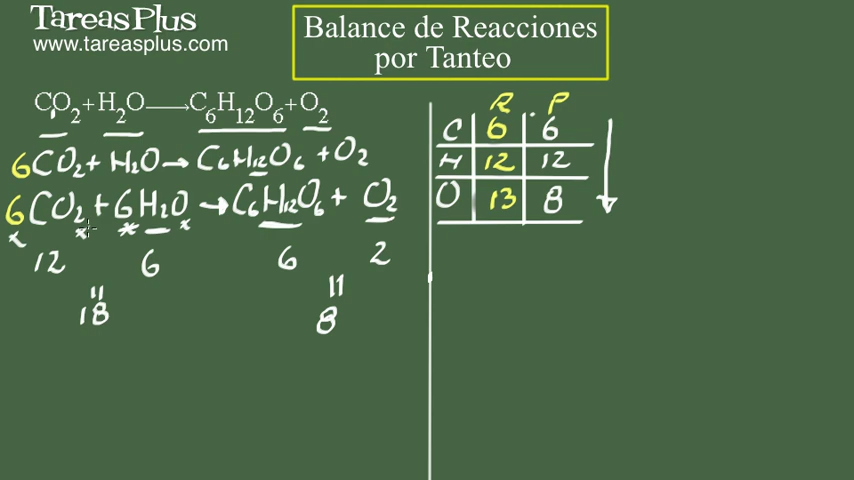 TareasPlus
www.tareasplus.com
Balance de Reacciones
por Tanteo
CO2+H2O→C6H12O6+O2
6CO2+H2O→C6H12O6+O2
6CO2+6H2O→C6H12O6+O2
* * * *
12 6 6 2
" 11
18 8
R P
C 6 6
H 12 12
O 13 8